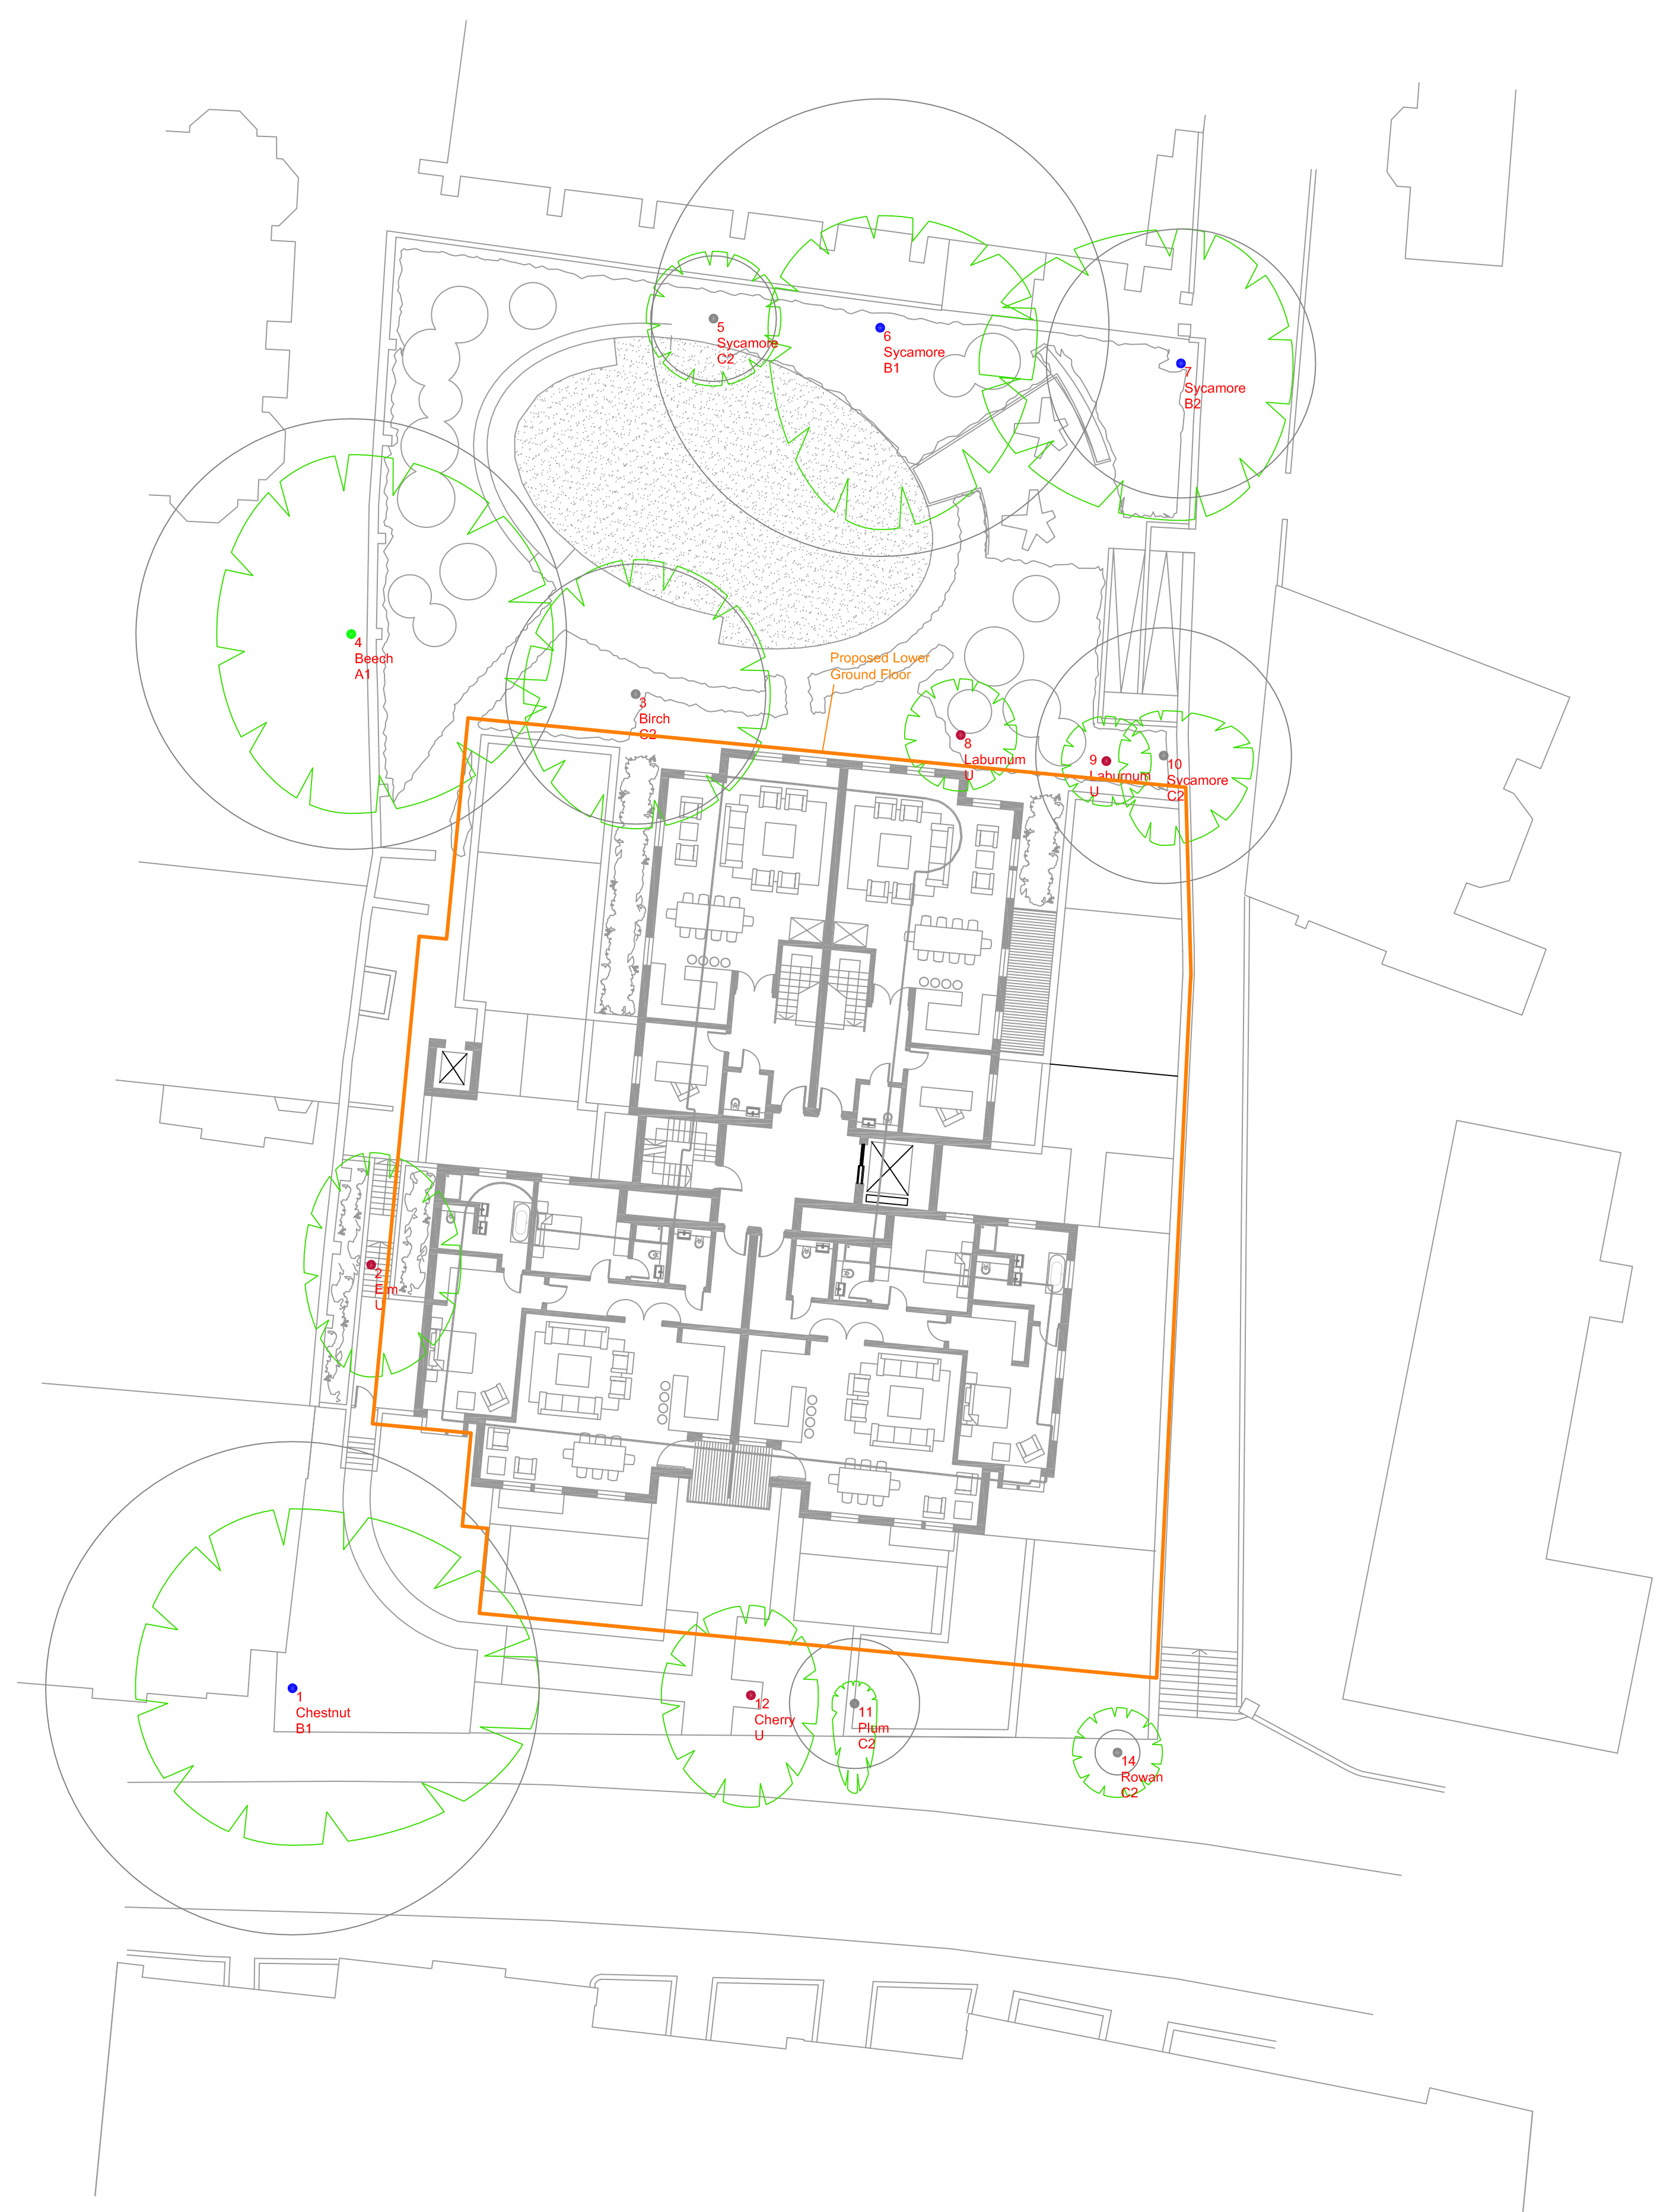 5
Sycamore
C2
6
Sycamore
B1
7
Sycamore
B2
4
Beech
A1
Proposed Lower
Ground Floor
3
Birch
C2
8
Laburnum
U
9
Laburnum
U
10
Sycamore
C2
2
Elm
U
1
Chestnut
B1
12
Cherry
U
11
Plum
C2
14
Rowan
C2